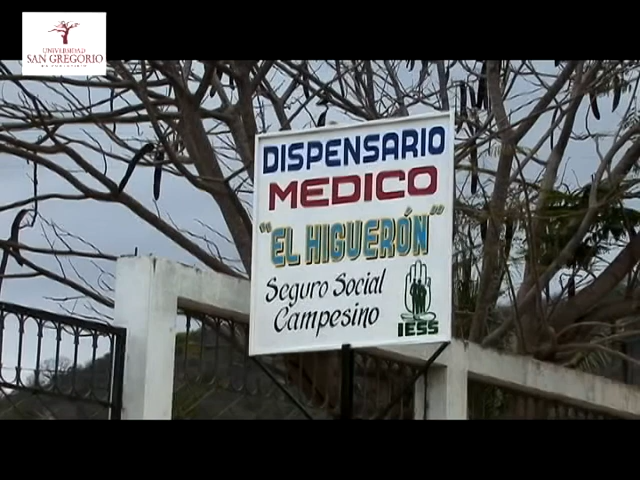 UNIVERSIDAD
SAN GREGORIO
DISPENSARIO
MEDICO
"EL HIGUERÓN"
Seguro Social
Campesino
IESS